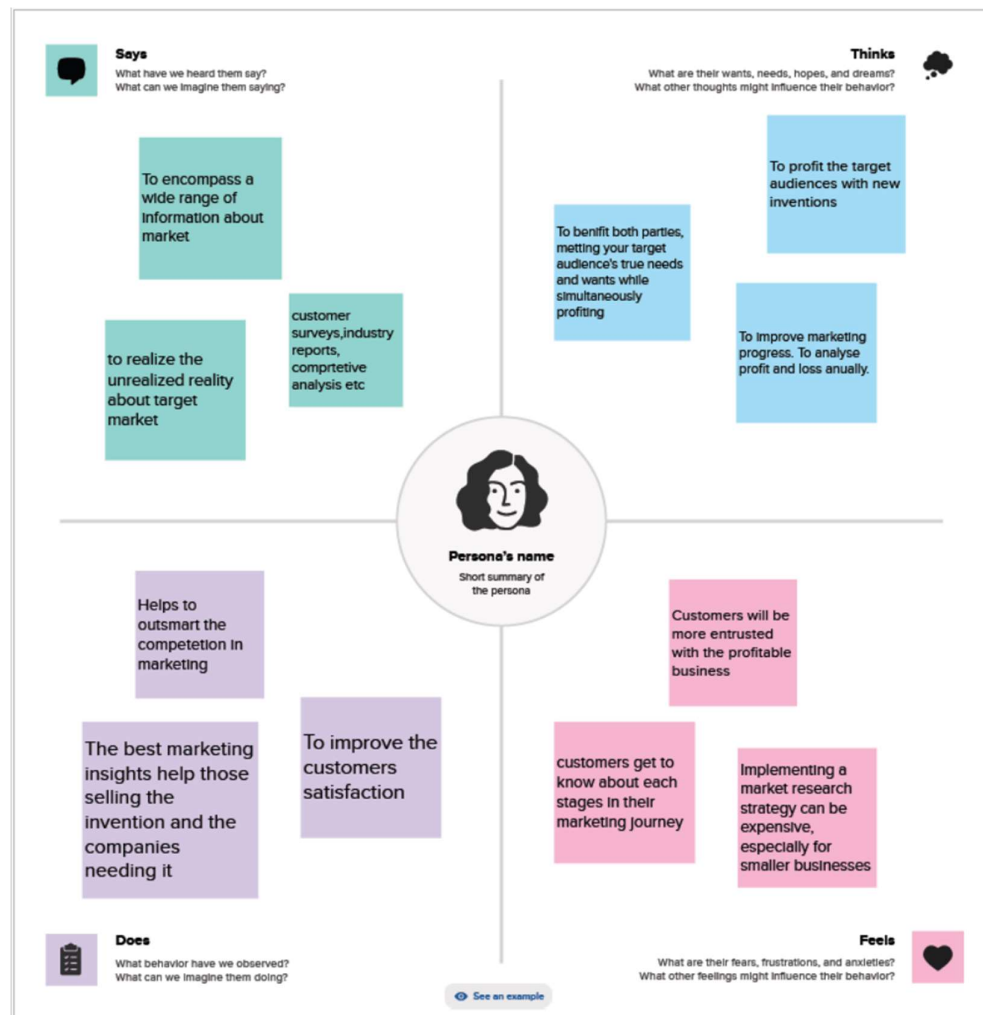 Says
What have we heard them say?
What can we imagine them saying?
To encompass a
wide range of
information about
market
customer
surveys,industry
reports,
comprtetive
analysis etc
to realize the
unrealized reality
about target
market
Thinks
What are their wants, needs, hopes, and dreams?
What other thoughts might influence their behavior?
To profit the target
audiences with new
inventions
To benifit both parties,
metting your target
audience's true needs
and wants while
simultaneously
profiting
To improve marketing
progress. To analyse
profit and loss anually.
Persona's name
Short summary of
the persona
Helps to
outsmart the
competetion in
marketing
The best marketing
insights help those
selling the
invention and the
companies
needing it
To improve the
customers
satisfaction
Does
What behavior have we observed?
What can we imagine them doing?
Customers will be
more entrusted
with the profitable
business
customers get to
know about each
stages in their
marketing journey
Implementing a
market research
strategy can be
expensive,
especially for
smaller businesses
Feels
What are their fears, frustrations, and anxieties?
What other feelings might influence their behavior?
See an example